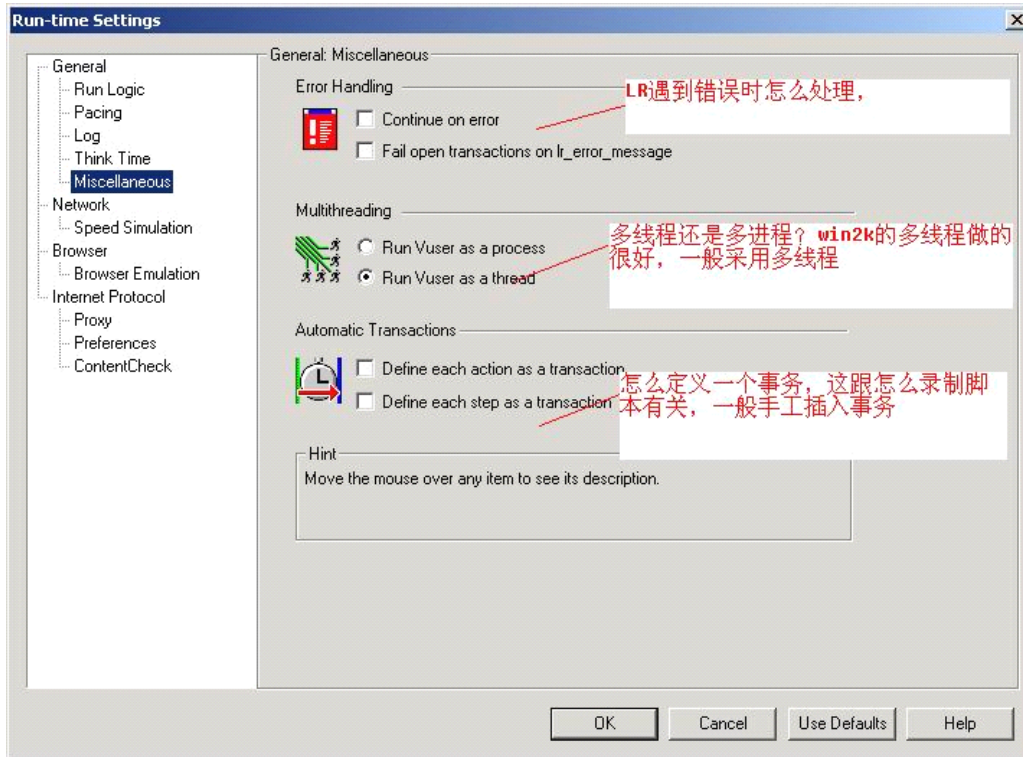 Run-time Settings
General
Run Logic
Pacing
Log
Think Time
Miscellaneous
Network
Speed Simulation
Browser
Browser Emulation
Internet Protocol
Proxy
Preferences
ContentCheck
General: Miscellaneous
Error Handling
Continue on error
Fail open transactions on lr_error_message
LR遇到错误时怎么处理，
Multithreading
Run Vuser as a process
Run Vuser as a thread
多线程还是多进程？win2k的多线程做的
很好，一般采用多线程
Automatic Transactions
Define each action as a transaction
Define each step as a transaction
怎么定义一个事务，这跟怎么录制脚
本有关，一般手工插入事务
Hint
Move the mouse over any item to see its description.
OK
Cancel
Use Defaults
Help